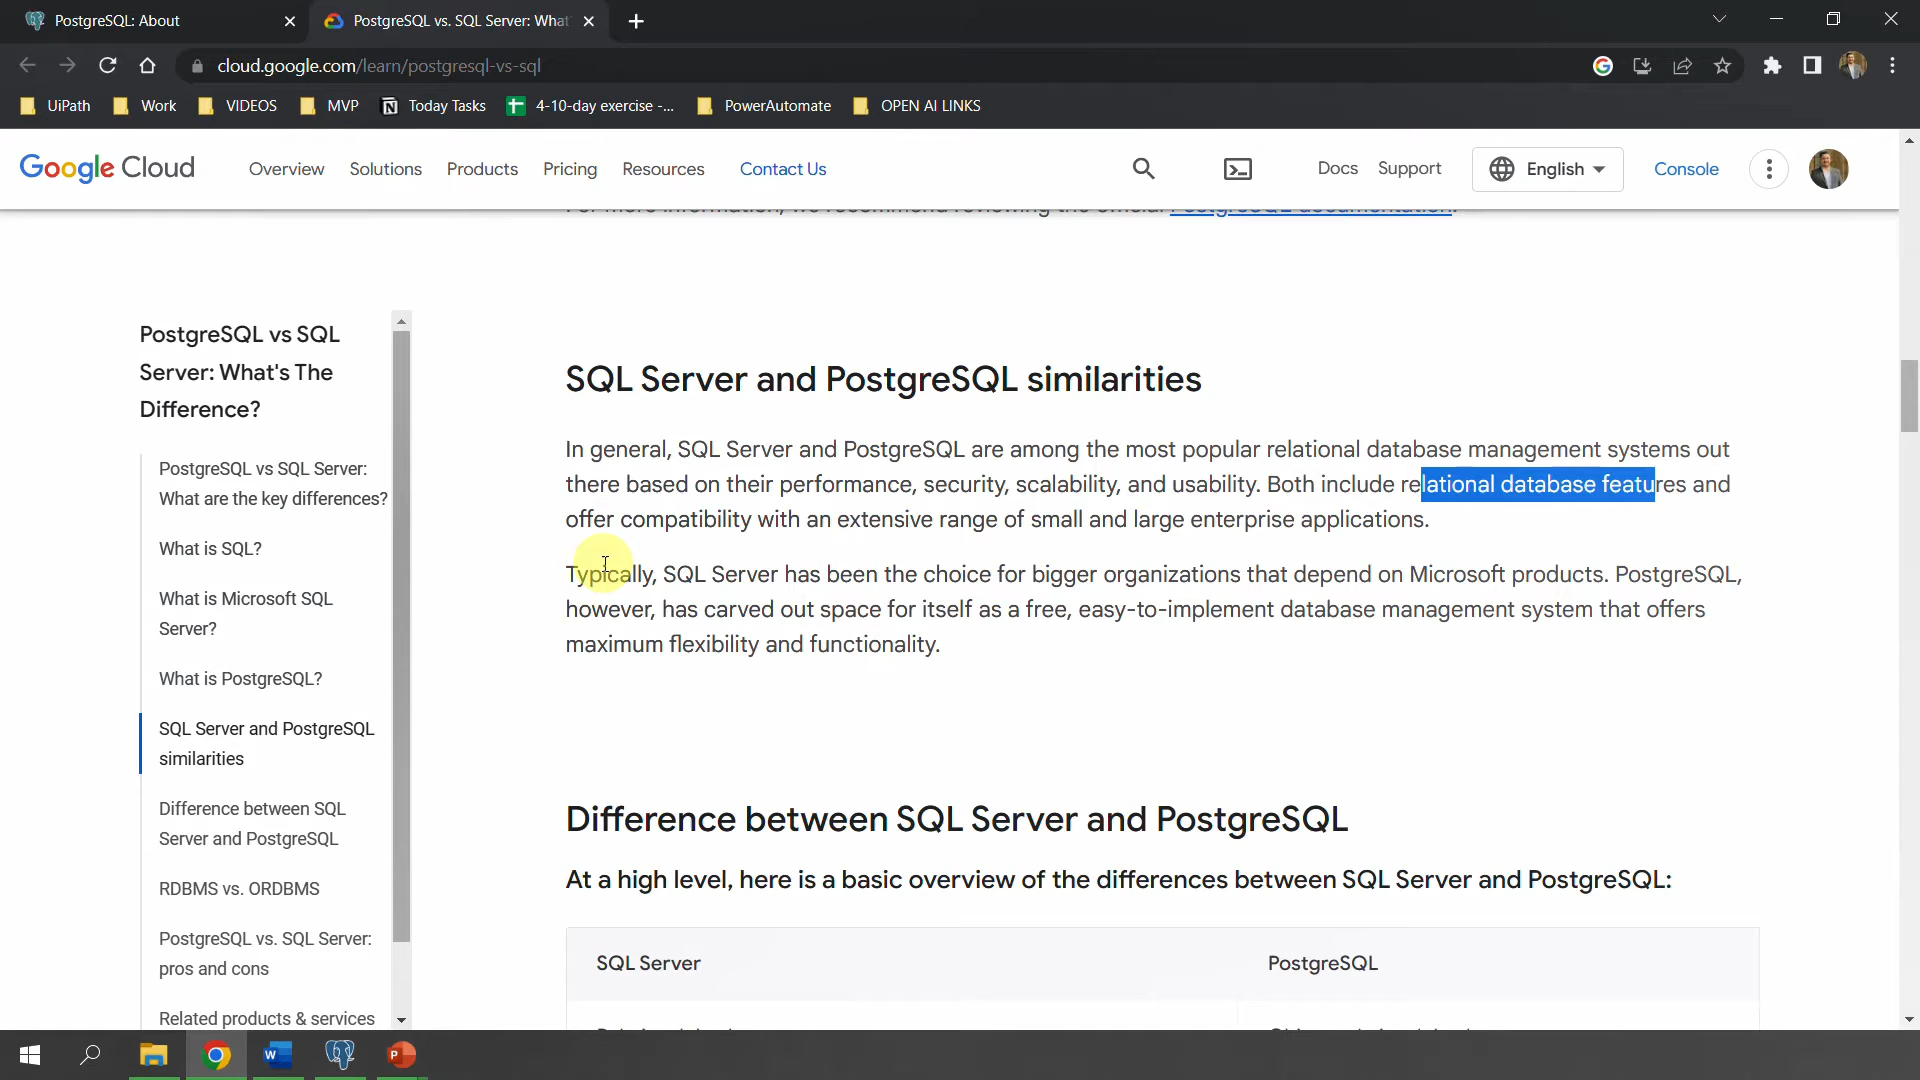 PostgreSQL: About
PostgreSQL vs. SQL Server: What
cloud.google.com/learn/postgresql-vs-sql
UiPath
Work
VIDEOS
MVP
Today Tasks
4-10-day exercise -...
PowerAutomate
OPEN AI LINKS
Google Cloud
Overview
Solutions
Products
Pricing
Resources
Contact Us
Docs
Support
English
Console
For more information, we recommend reviewing the official PostgreSQL documentation.
PostgreSQL vs SQL
Server: What's The
Difference?
PostgreSQL vs SQL Server:
What are the key differences?
What is SQL?
What is Microsoft SQL
Server?
What is PostgreSQL?
SQL Server and PostgreSQL
similarities
Difference between SQL
Server and PostgreSQL
RDBMS vs. ORDBMS
PostgreSQL vs. SQL Server:
pros and cons
Related products & services
SQL Server and PostgreSQL similarities
In general, SQL Server and PostgreSQL are among the most popular relational database management systems out
there based on their performance, security, scalability, and usability. Both include relational database features and
offer compatibility with an extensive range of small and large enterprise applications.
Typically, SQL Server has been the choice for bigger organizations that depend on Microsoft products. PostgreSQL,
however, has carved out space for itself as a free, easy-to-implement database management system that offers
maximum flexibility and functionality.
Difference between SQL Server and PostgreSQL
At a high level, here is a basic overview of the differences between SQL Server and PostgreSQL:
SQL Server
PostgreSQL